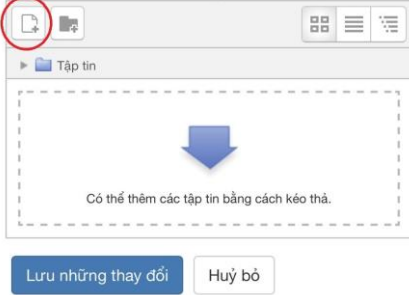 Tập tin
Có thể thêm các tập tin bằng cách kéo thả.
Lưu những thay đổi
Huỷ bỏ